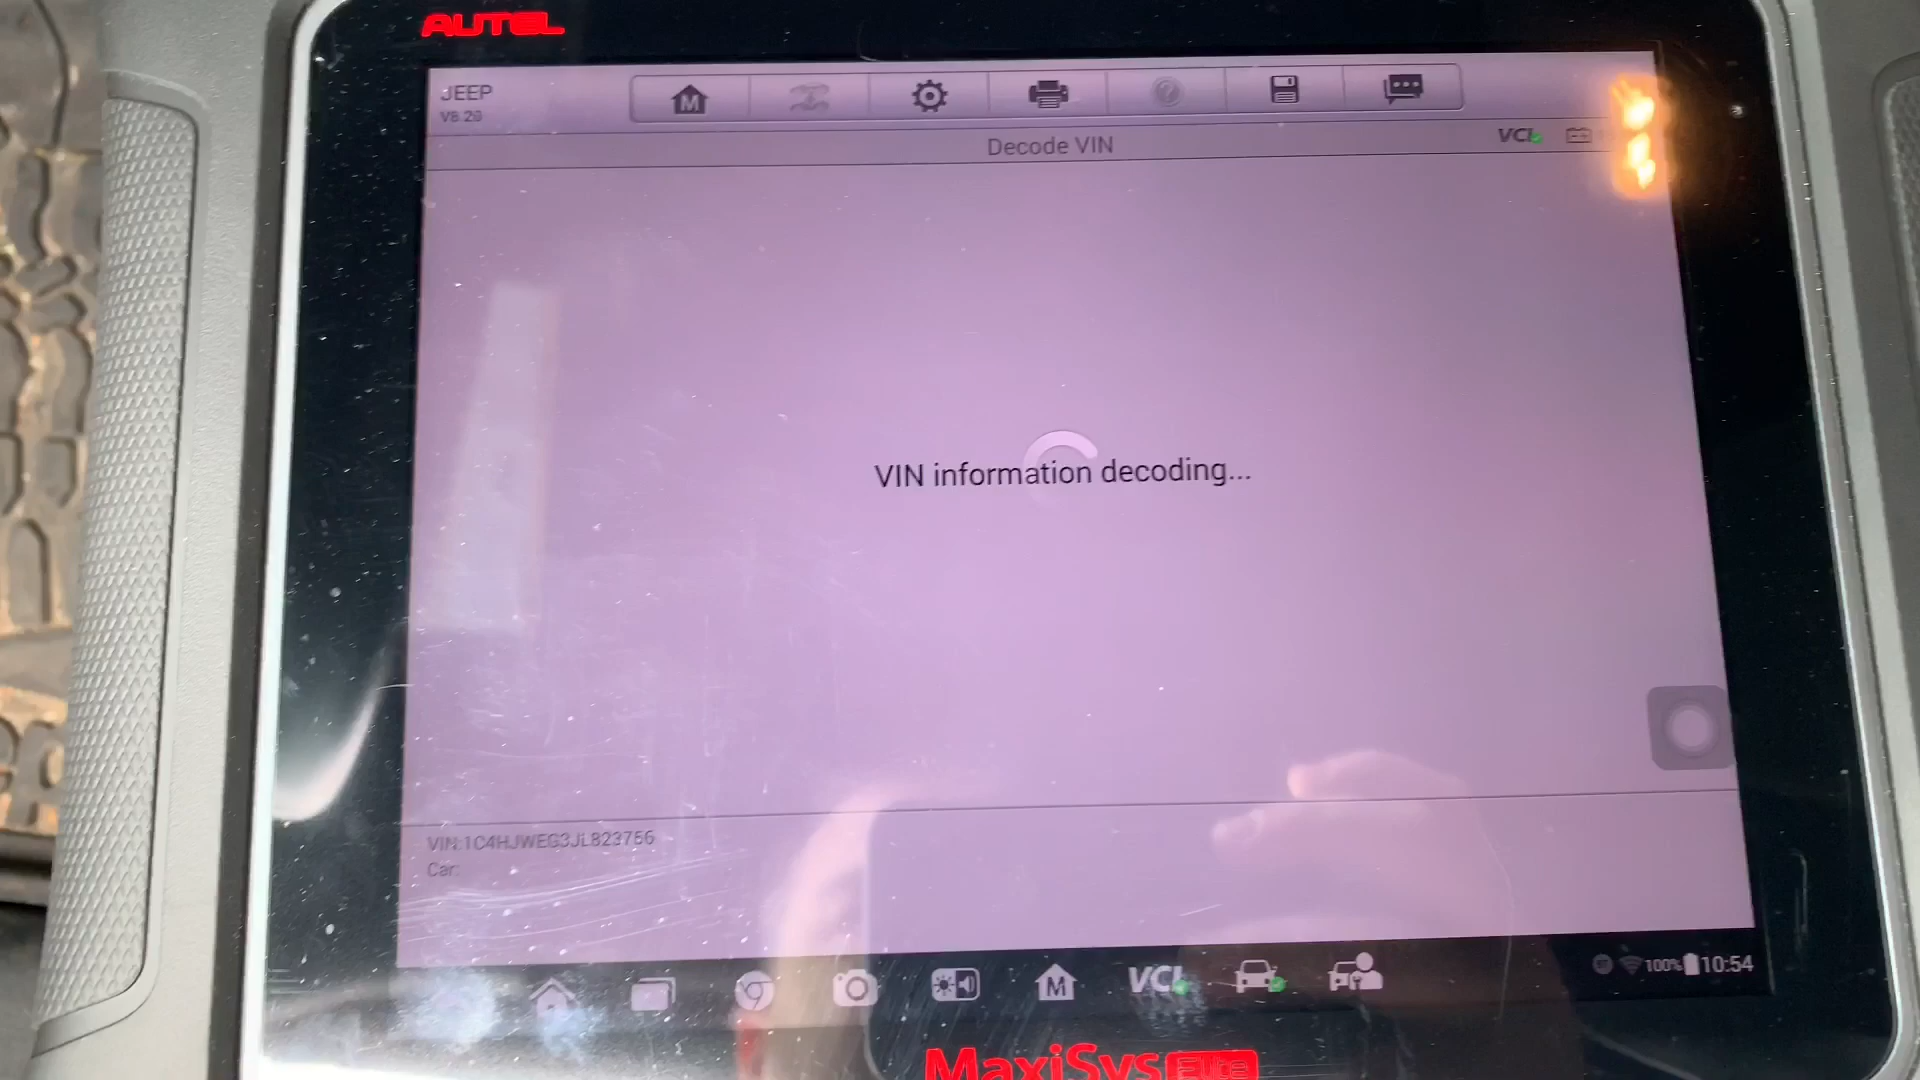 AUTEL
JEEP
V8.20
M
?
Decode VIN
VCI
VIN information decoding...
VIN:1C4HJWEG3JL823756
Car:
M
VCI
100%
10:54
MaxiSys Elite